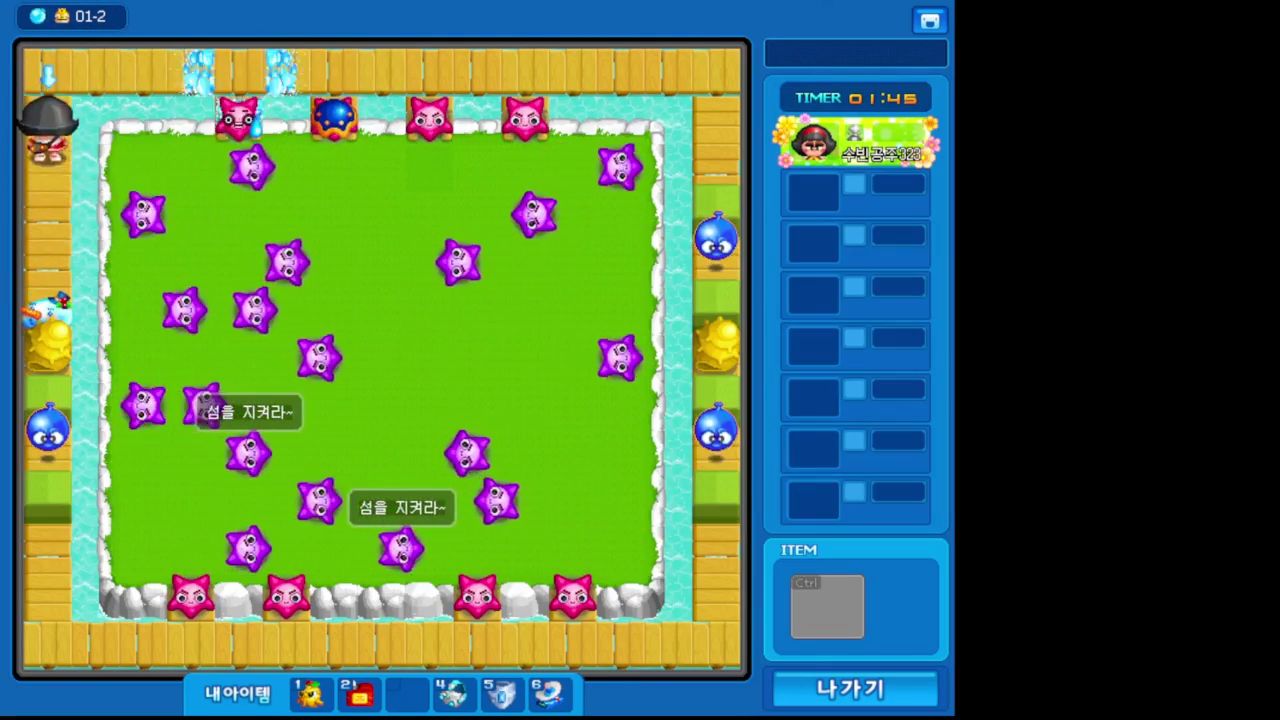 01-2
TIMER 01:45
수빈공주323
섬을 지켜라~
섬을 지켜라~
ITEM
Ctrl
내 아이템
1
2
4
5
6
나가기